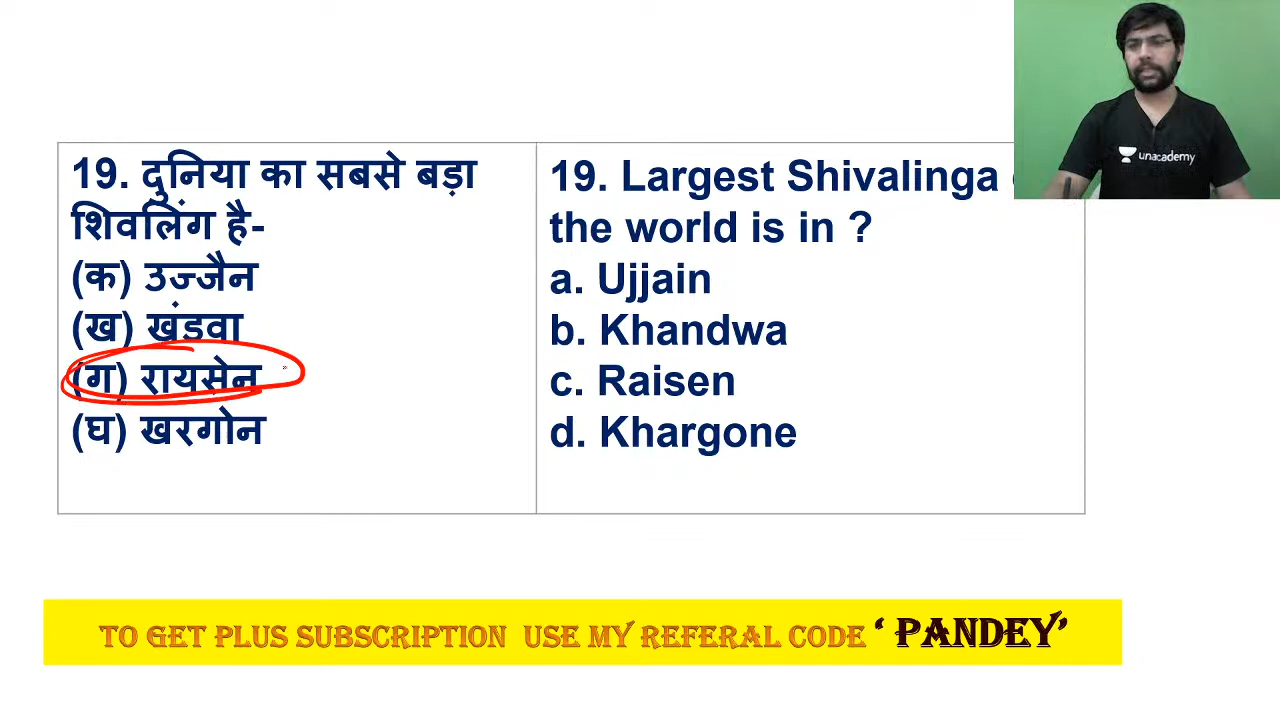 19. दुनिया का सबसे बड़ा
शिवलिंग है-
(क) उज्जैन
(ख) खंडवा
(ग) रायसेन
(घ) खरगोन
19. Largest Shivalinga
the world is in ?
a. Ujjain
b. Khandwa
c. Raisen
d. Khargone
unacademy
TO GET PLUS SUBSCRIPTION USE MY REFERAL CODE ‘ PANDEY’